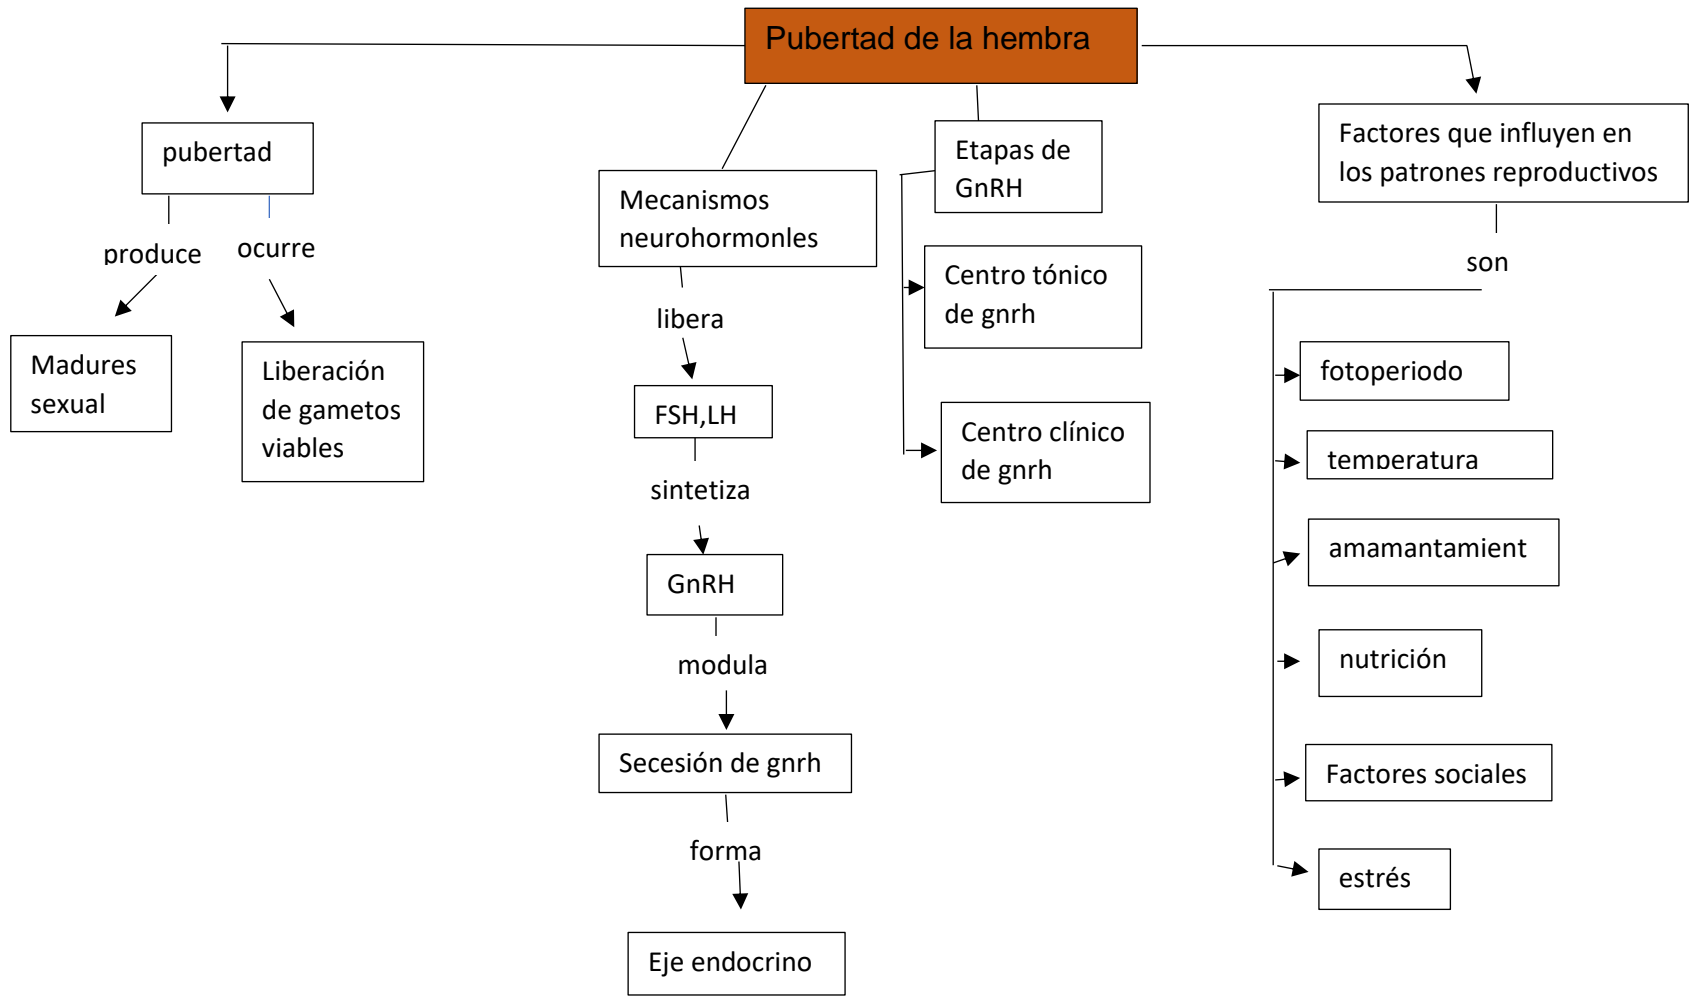 Pubertad de la hembra
pubertad
produce
ocurre
Madures
sexual
Liberación
de gametos
viables
Mecanismos
neurohormonles
libera
FSH,LH
sintetiza
GnRH
modula
Secesión de gnrh
forma
Eje endocrino
Etapas de
GnRH
Centro tónico
de gnrh
Centro clínico
de gnrh
Factores que influyen en
los patrones reproductivos
son
fotoperiodo
temperatura
amamantamient
nutrición
Factores sociales
estrés